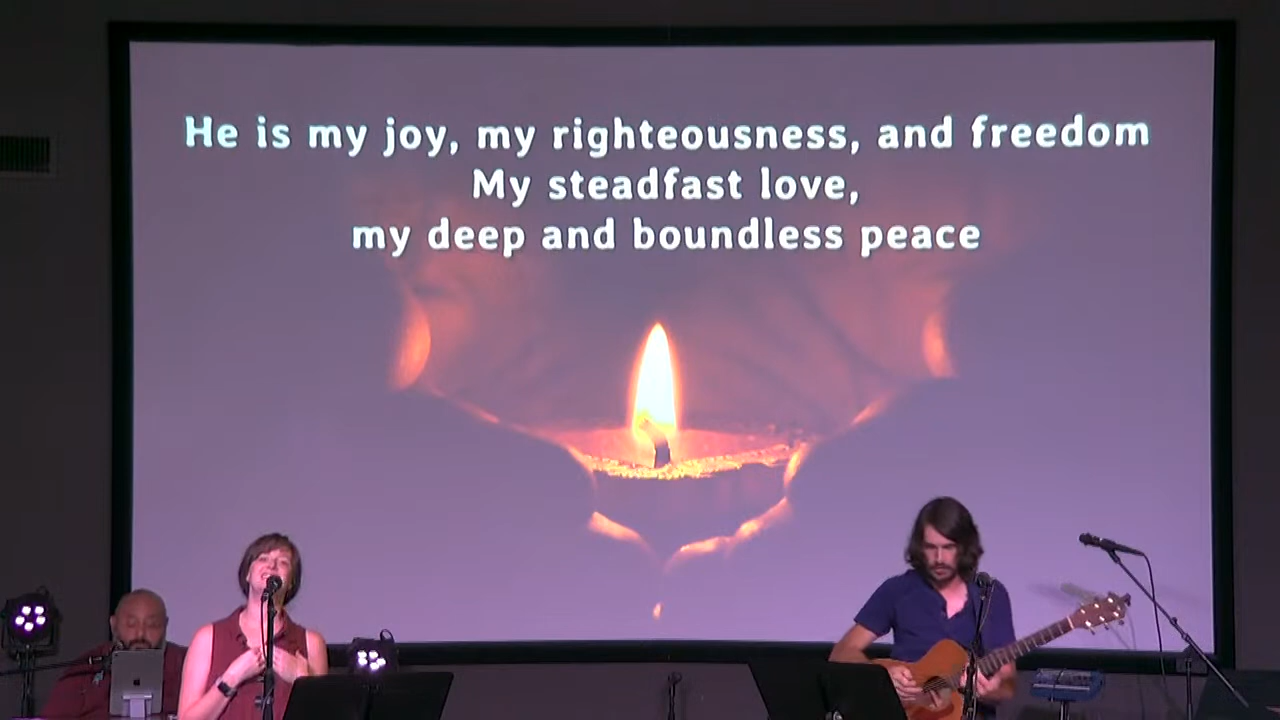 He is my joy, my righteousness, and freedom
My steadfast love,
my deep and boundless peace